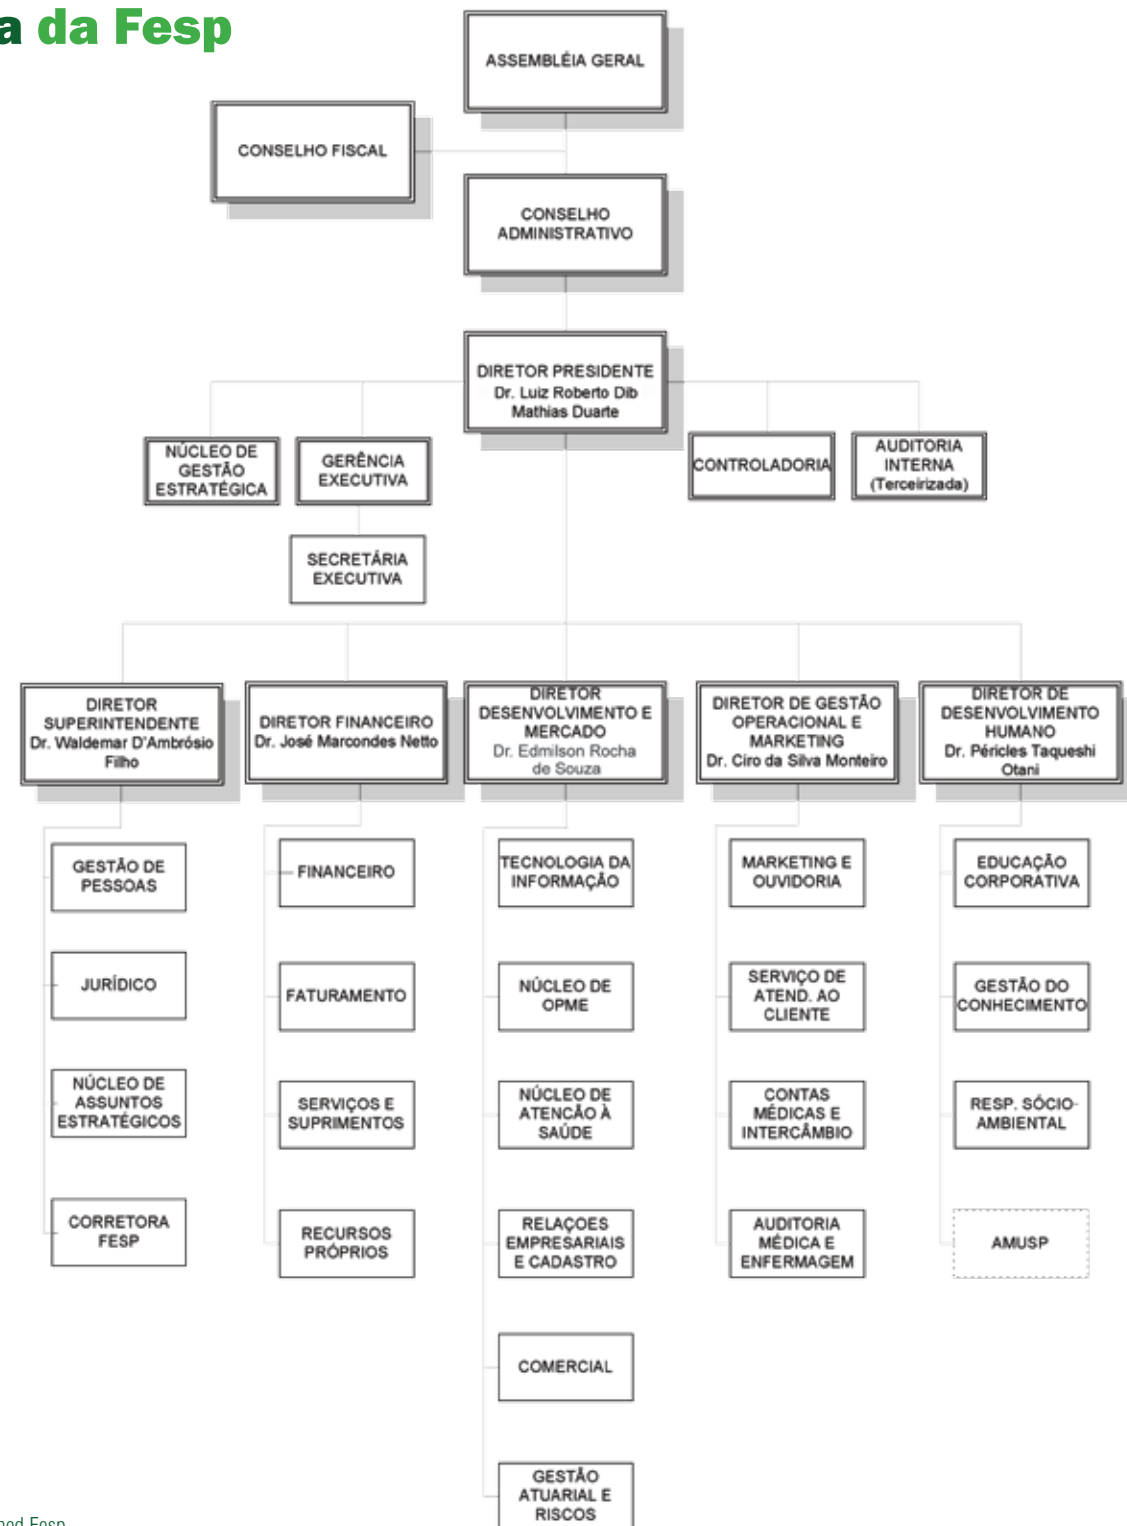 a da Fesp
ASSEMBLÉIA GERAL
CONSELHO FISCAL
CONSELHO
ADMINISTRATIVO
DIRETOR PRESIDENTE
Dr. Luiz Roberto Dib
Mathias Duarte
NÚCLEO DE
GESTÃO
ESTRATÉGICA
GERÊNCIA
EXECUTIVA
CONTROLADORIA
AUDITORIA
INTERNA
(Terceirizada)
SECRETÁRIA
EXECUTIVA
DIRETOR
SUPERINTENDENTE
Dr. Waldemar D'Ambrósio
Filho
DIRETOR FINANCEIRO
Dr. José Marcondes Netto
DIRETOR
DESENVOLVIMENTO E
MERCADO
Dr. Edmilson Rocha
de Souza
DIRETOR DE GESTÃO
OPERACIONAL E
MARKETING
Dr. Ciro da Silva Monteiro
DIRETOR DE
DESENVOLVIMENTO
HUMANO
Dr. Péricles Taqueshi
Otani
GESTÃO DE
PESSOAS
JURÍDICO
NÚCLEO DE
ASSUNTOS
ESTRATÉGICOS
CORRETORA
FESP
FINANCEIRO
FATURAMENTO
SERVIÇOS E
SUPRIMENTOS
RECURSOS
PRÓPRIOS
TECNOLOGIA DA
INFORMAÇÃO
NÚCLEO DE
OPME
NÚCLEO DE
ATENCÃO À
SAÚDE
RELAÇOES
EMPRESARIAIS
E CADASTRO
COMERCIAL
GESTÃO
ATUARIAL E
RISCOS
MARKETING E
OUVIDORIA
SERVIÇO DE
ATEND. AO
CLIENTE
CONTAS
MÉDICAS E
INTERCÂMBIO
AUDITORIA
MÉDICA E
ENFERMAGEM
EDUCAÇÃO
CORPORATIVA
GESTÃO DO
CONHECIMENTO
RESP. SÓCIO-
AMBIENTAL
AMUSP
Fesp